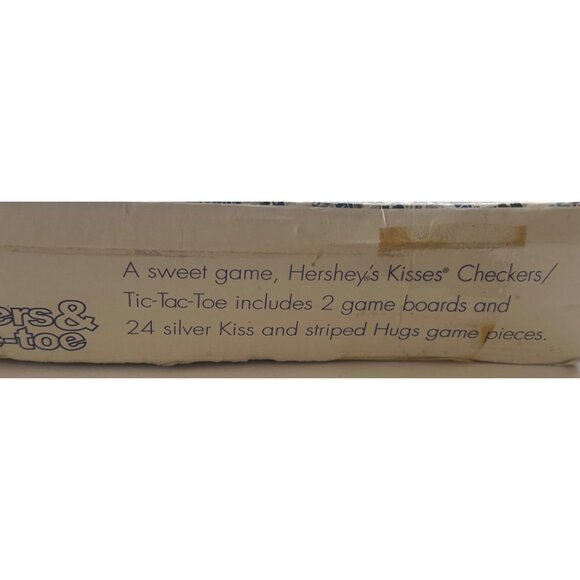 A sweet game, Hershey's Kisses® Checkers/
Tic-Tac-Toe includes 2 game boards and
24 silver Kiss and striped Hugs game pieces.
ers&
-toe